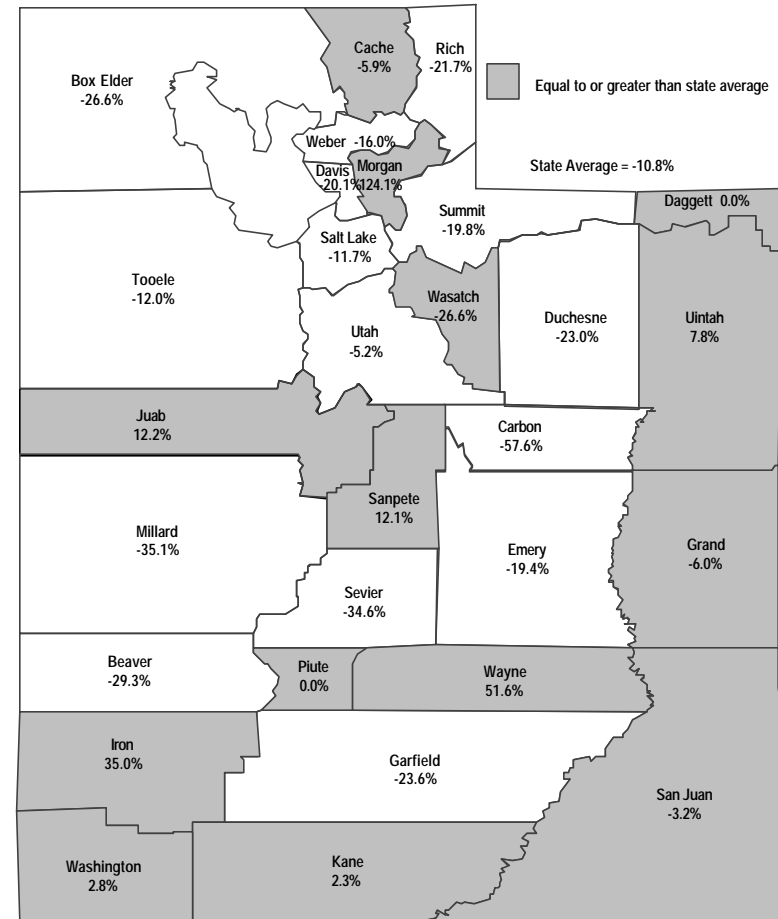 Cache
-5.9%
Rich
-21.7%
Box Elder
-26.6%
Equal to or greater than state average
Weber -16.0%
State Average = -10.8%
Davis
-20.1%
Morgan
124.1%
Daggett 0.0%
Summit
-19.8%
Salt Lake
-11.7%
Tooele
-12.0%
Wasatch
-26.6%
Duchesne
-23.0%
Uintah
7.8%
Utah
-5.2%
Juab
12.2%
Carbon
-57.6%
Sanpete
12.1%
Millard
-35.1%
Emery
-19.4%
Grand
-6.0%
Sevier
-34.6%
Beaver
-29.3%
Piute
0.0%
Wayne
51.6%
Iron
35.0%
Garfield
-23.6%
San Juan
-3.2%
Washington
2.8%
Kane
2.3%